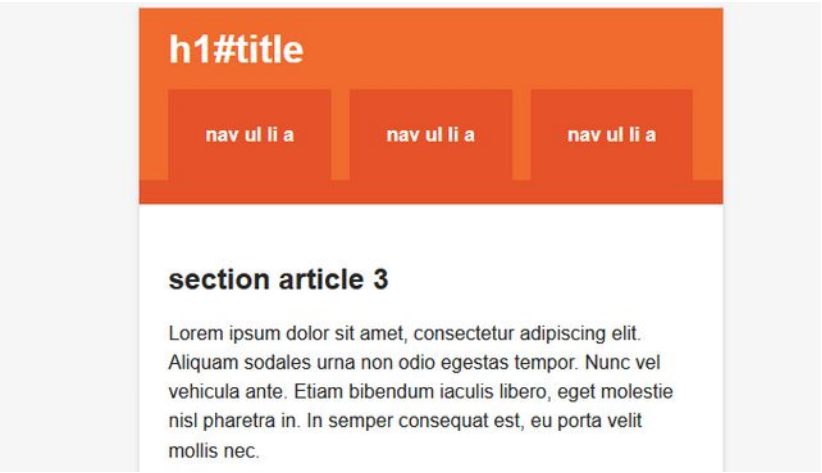 h1#title
nav ul li a
nav ul li a
nav ul li a
section article 3
Lorem ipsum dolor sit amet, consectetur adipiscing elit.
Aliquam sodales urna non odio egestas tempor. Nunc vel
vehicula ante. Etiam bibendum iaculis libero, eget molestie
nisl pharetra in. In semper consequat est, eu porta velit
mollis nec.